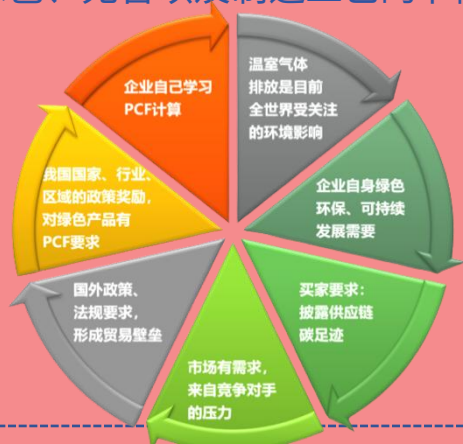 温室气体
排放是目前
全世界受关注
的环境影响
企业自身绿色
环保、可持续
发展需要
买家要求：
披露供应链
碳足迹
市场有需求，
来自竞争对手
的压力
国外政策、
法规要求，
形成贸易壁垒
我国国家、行业、
区域的政策奖励，
对绿色产品有
PCF要求
企业自己学习
PCF计算